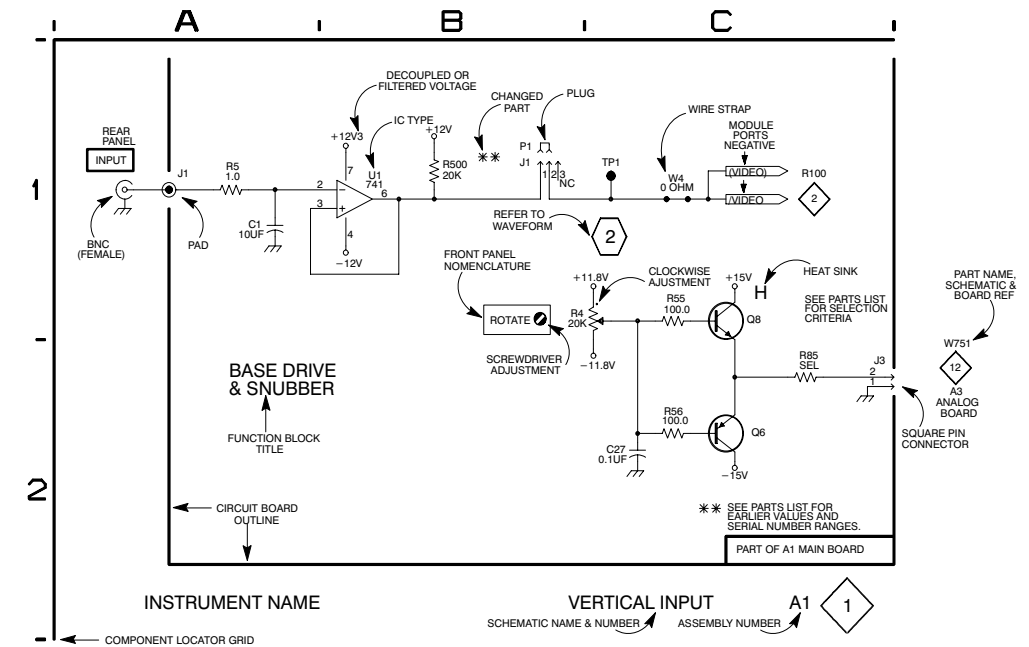 A
B
C
1
2
DECOUPLED OR
FILTERED VOLTAGE
CHANGED
PART
PLUG
+12V3
IC TYPE
+12V
**
P1
WIRE STRAP
MODULE
PORTS
NEGATIVE
REAR
PANEL
INPUT
J1
R5
1.0
7
U1
741
R500
20K
J1
1 2 3
NC
TP1
W4
0 OHM
(VIDEO)
/VIDEO
R100
2
2
3
6
4
−
+
C1
10UF
−12V
BNC
(FEMALE)
PAD
REFER TO
WAVEFORM
2
FRONT PANEL
NOMENCLATURE
+11.8V
CLOCKWISE
AJUSTMENT
+15V
H
HEAT SINK
PART NAME,
SCHEMATIC &
BOARD REF
ROTATE
R4
20K
R55
100.0
Q8
SEE PARTS LIST
FOR SELECTION
CRITERIA
SCREWDRIVER
ADJUSTMENT
−11.8V
R85
SEL
J3
2
1
W751
12
A3
ANALOG
BOARD
BASE DRIVE
& SNUBBER
FUNCTION BLOCK
TITLE
R56
100.0
Q6
C27
0.1UF
−15V
SQUARE PIN
CONNECTOR
CIRCUIT BOARD
OUTLINE
** SEE PARTS LIST FOR
EARLIER VALUES AND
SERIAL NUMBER RANGES.
PART OF A1 MAIN BOARD
INSTRUMENT NAME
VERTICAL INPUT
A1
1
SCHEMATIC NAME & NUMBER
ASSEMBLY NUMBER
COMPONENT LOCATOR GRID